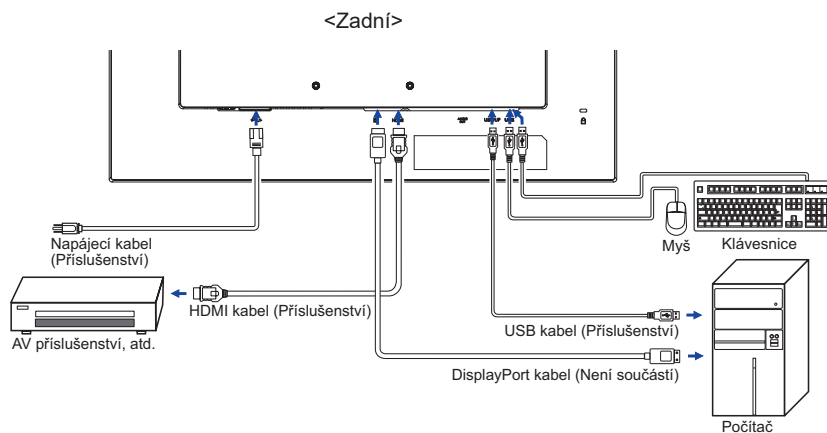 <Zadní>
Napájecí kabel
(Příslušenství)
Myš
Klávesnice
HDMI kabel (Příslušenství)
AV příslušenství, atd.
USB kabel (Příslušenství)
DisplayPort kabel (Není součástí)
Počítač